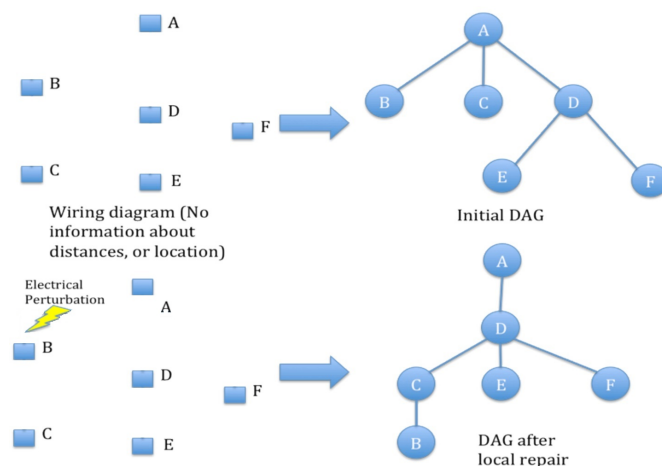 A
B
D
F
C
E
Wiring diagram (No
information about
distances, or location)
A
B
C
D
E
F
Initial DAG
Electrical
Perturbation
A
B
D
F
C
E
A
D
C
E
F
B
DAG after
local repair